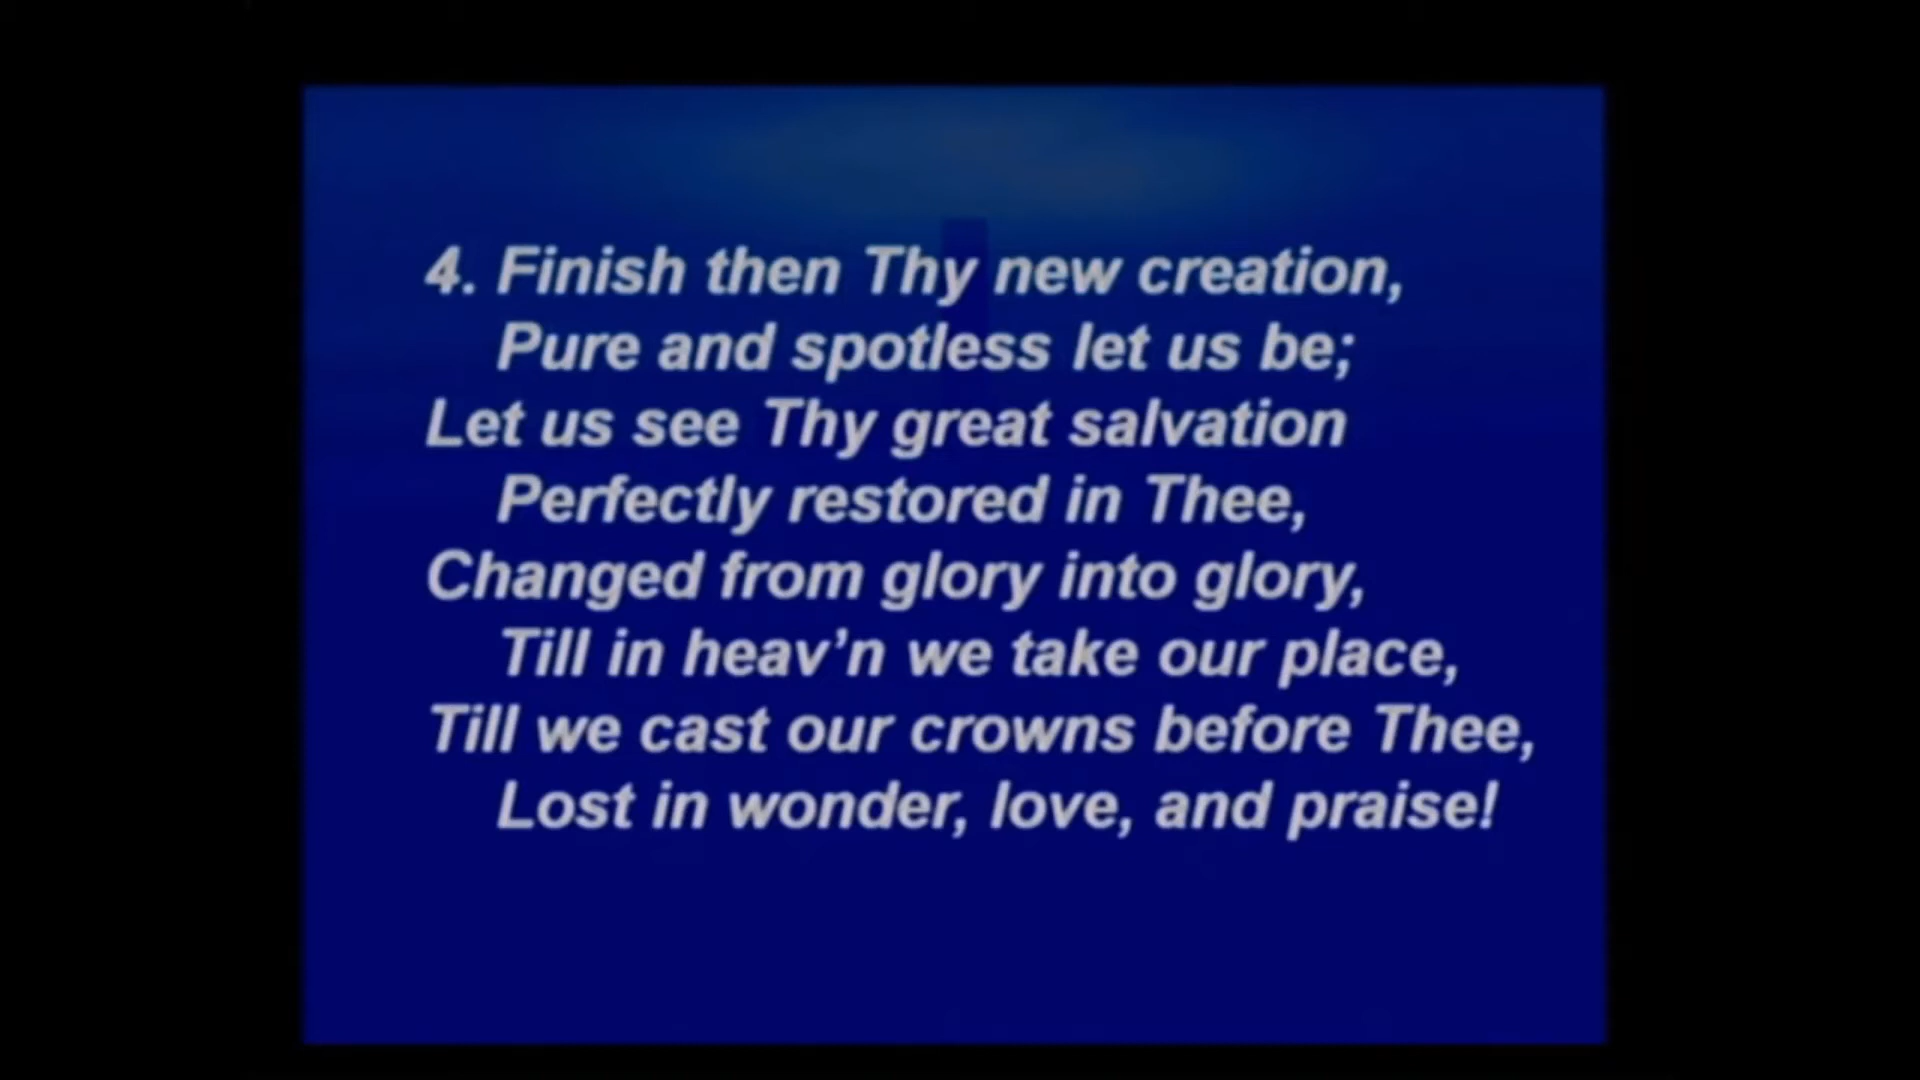 4. Finish then Thy new creation,
Pure and spotless let us be;
Let us see Thy great salvation
Perfectly restored in Thee,
Changed from glory into glory,
Till in heav’n we take our place,
Till we cast our crowns before Thee,
Lost in wonder, love, and praise!